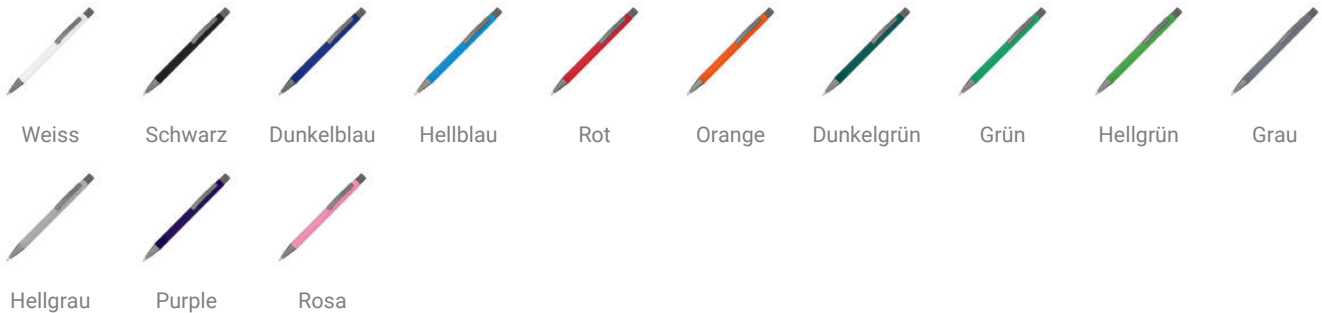 Weiss Schwarz Dunkelblau Hellblau Rot Orange Dunkelgrün Grün Hellgrün Grau
Hellgrau Purple Rosa